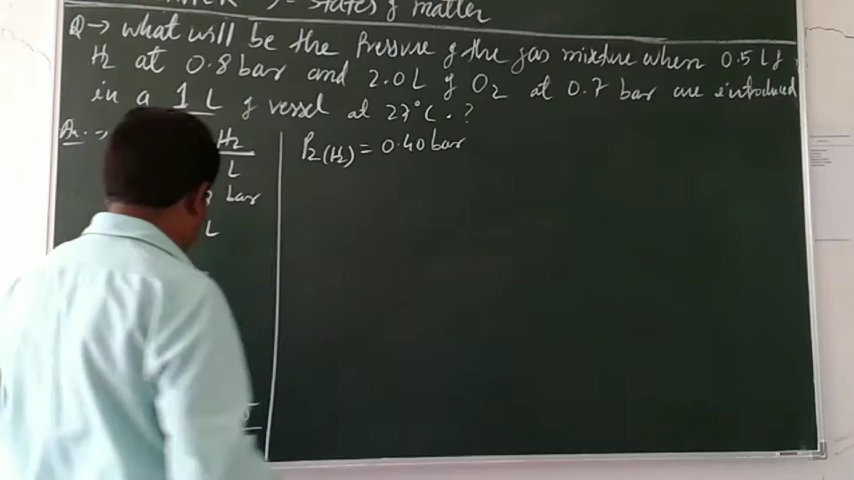 :- states of matter
Q → what will be the Pressure of the gas mixture when 0.5 L of
H2 at 0.8 bar and 2.0 L of O2 at 0.7 bar are introduced
in a 1 L of vessel at 27°C . ?
An. → H2
L
bar
L
P2(H2) = 0.40 bar